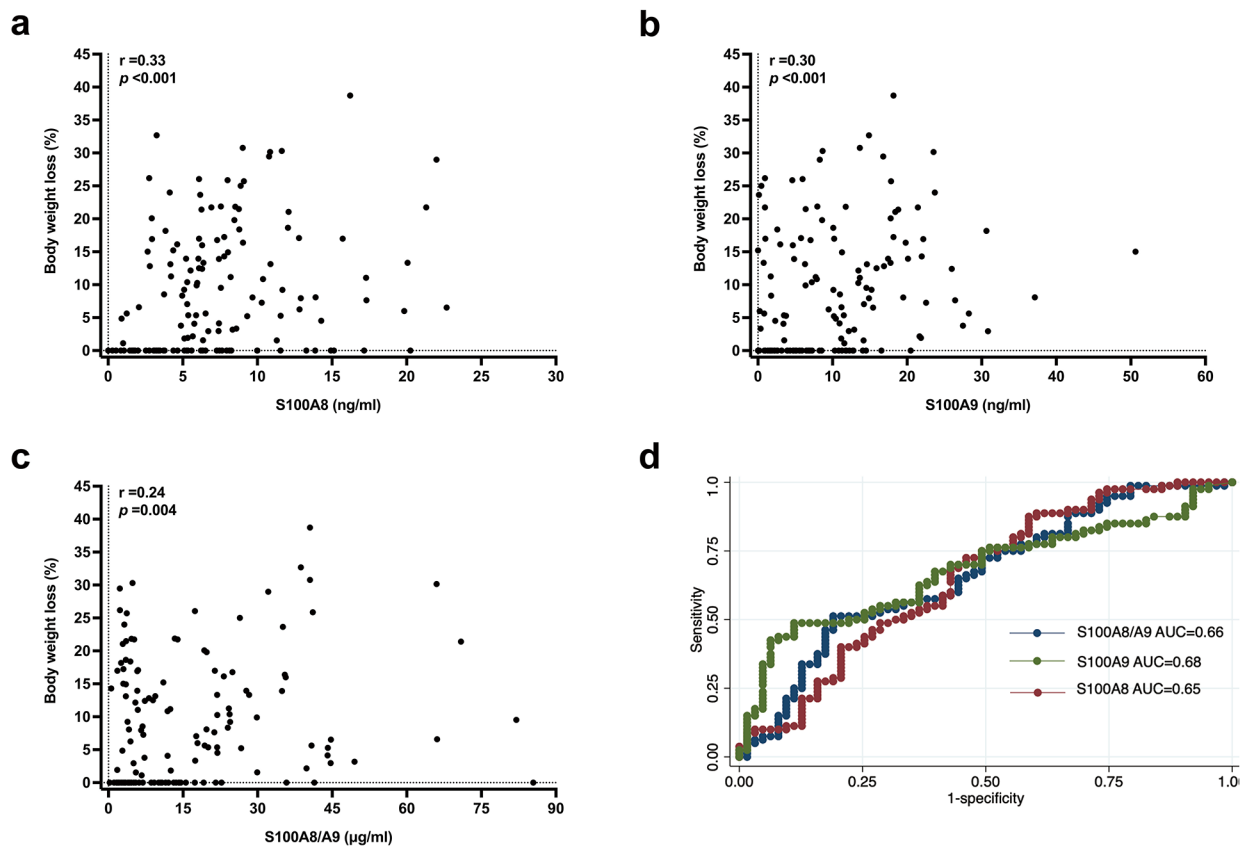 a
r =0.33
p <0.001
Body weight loss (%)
45
40
35
30
25
20
15
10
5
0
0 5 10 15 20 25 30
S100A8 (ng/ml)
b
r =0.30
p <0.001
Body weight loss (%)
45
40
35
30
25
20
15
10
5
0
0 10 20 30 40 50 60
S100A9 (ng/ml)
c
r =0.24
p =0.004
Body weight loss (%)
45
40
35
30
25
20
15
10
5
0
0 15 30 45 60 75 90
S100A8/A9 (µg/ml)
d
Sensitivity
1.0
0.75
0.50
0.25
0.00
S100A8/A9 AUC=0.66
S100A9 AUC=0.68
S100A8 AUC=0.65
0.00 0.25 0.50 0.75 1.0
1-specificity